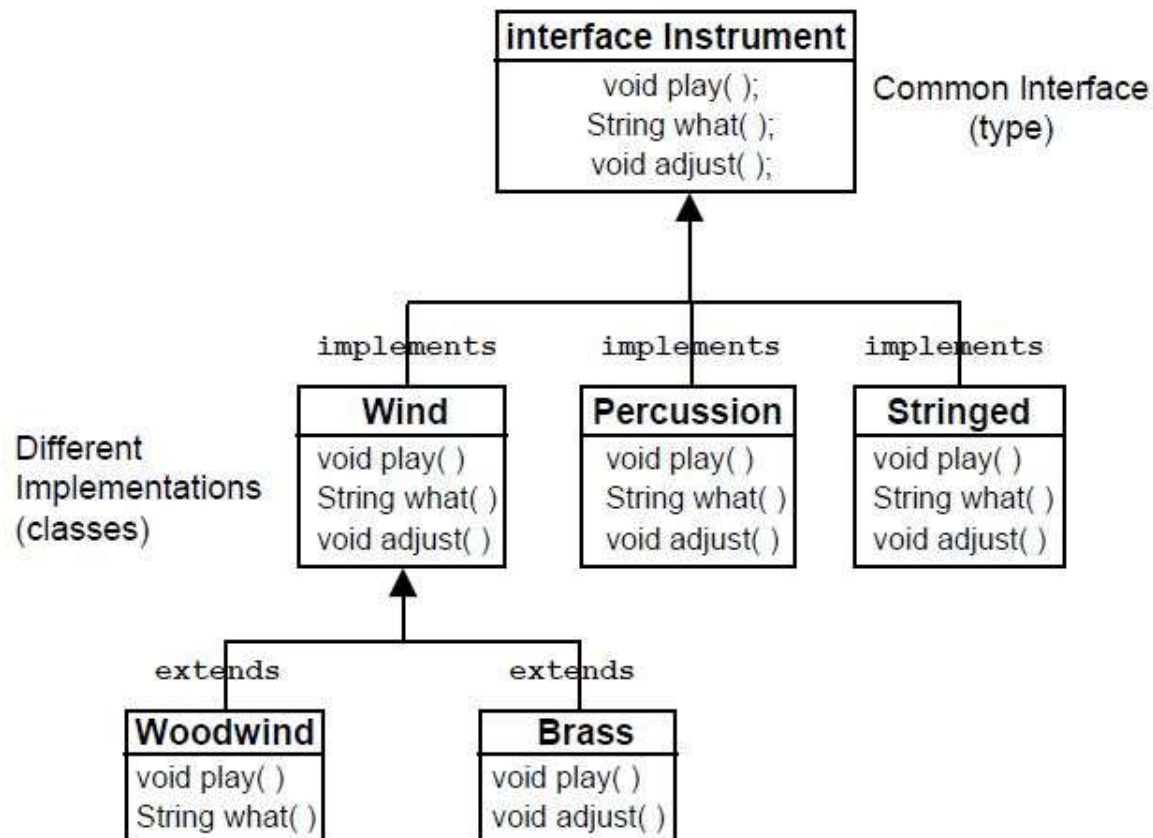 interface Instrument
void play( );
String what( );
void adjust( );
Common Interface
(type)
implements
implements
implements
Wind
void play( )
String what( )
void adjust( )
Percussion
void play( )
String what( )
void adjust( )
Stringed
void play( )
String what( )
void adjust( )
Different
Implementations
(classes)
extends
extends
Woodwind
void play( )
String what( )
Brass
void play( )
void adjust( )